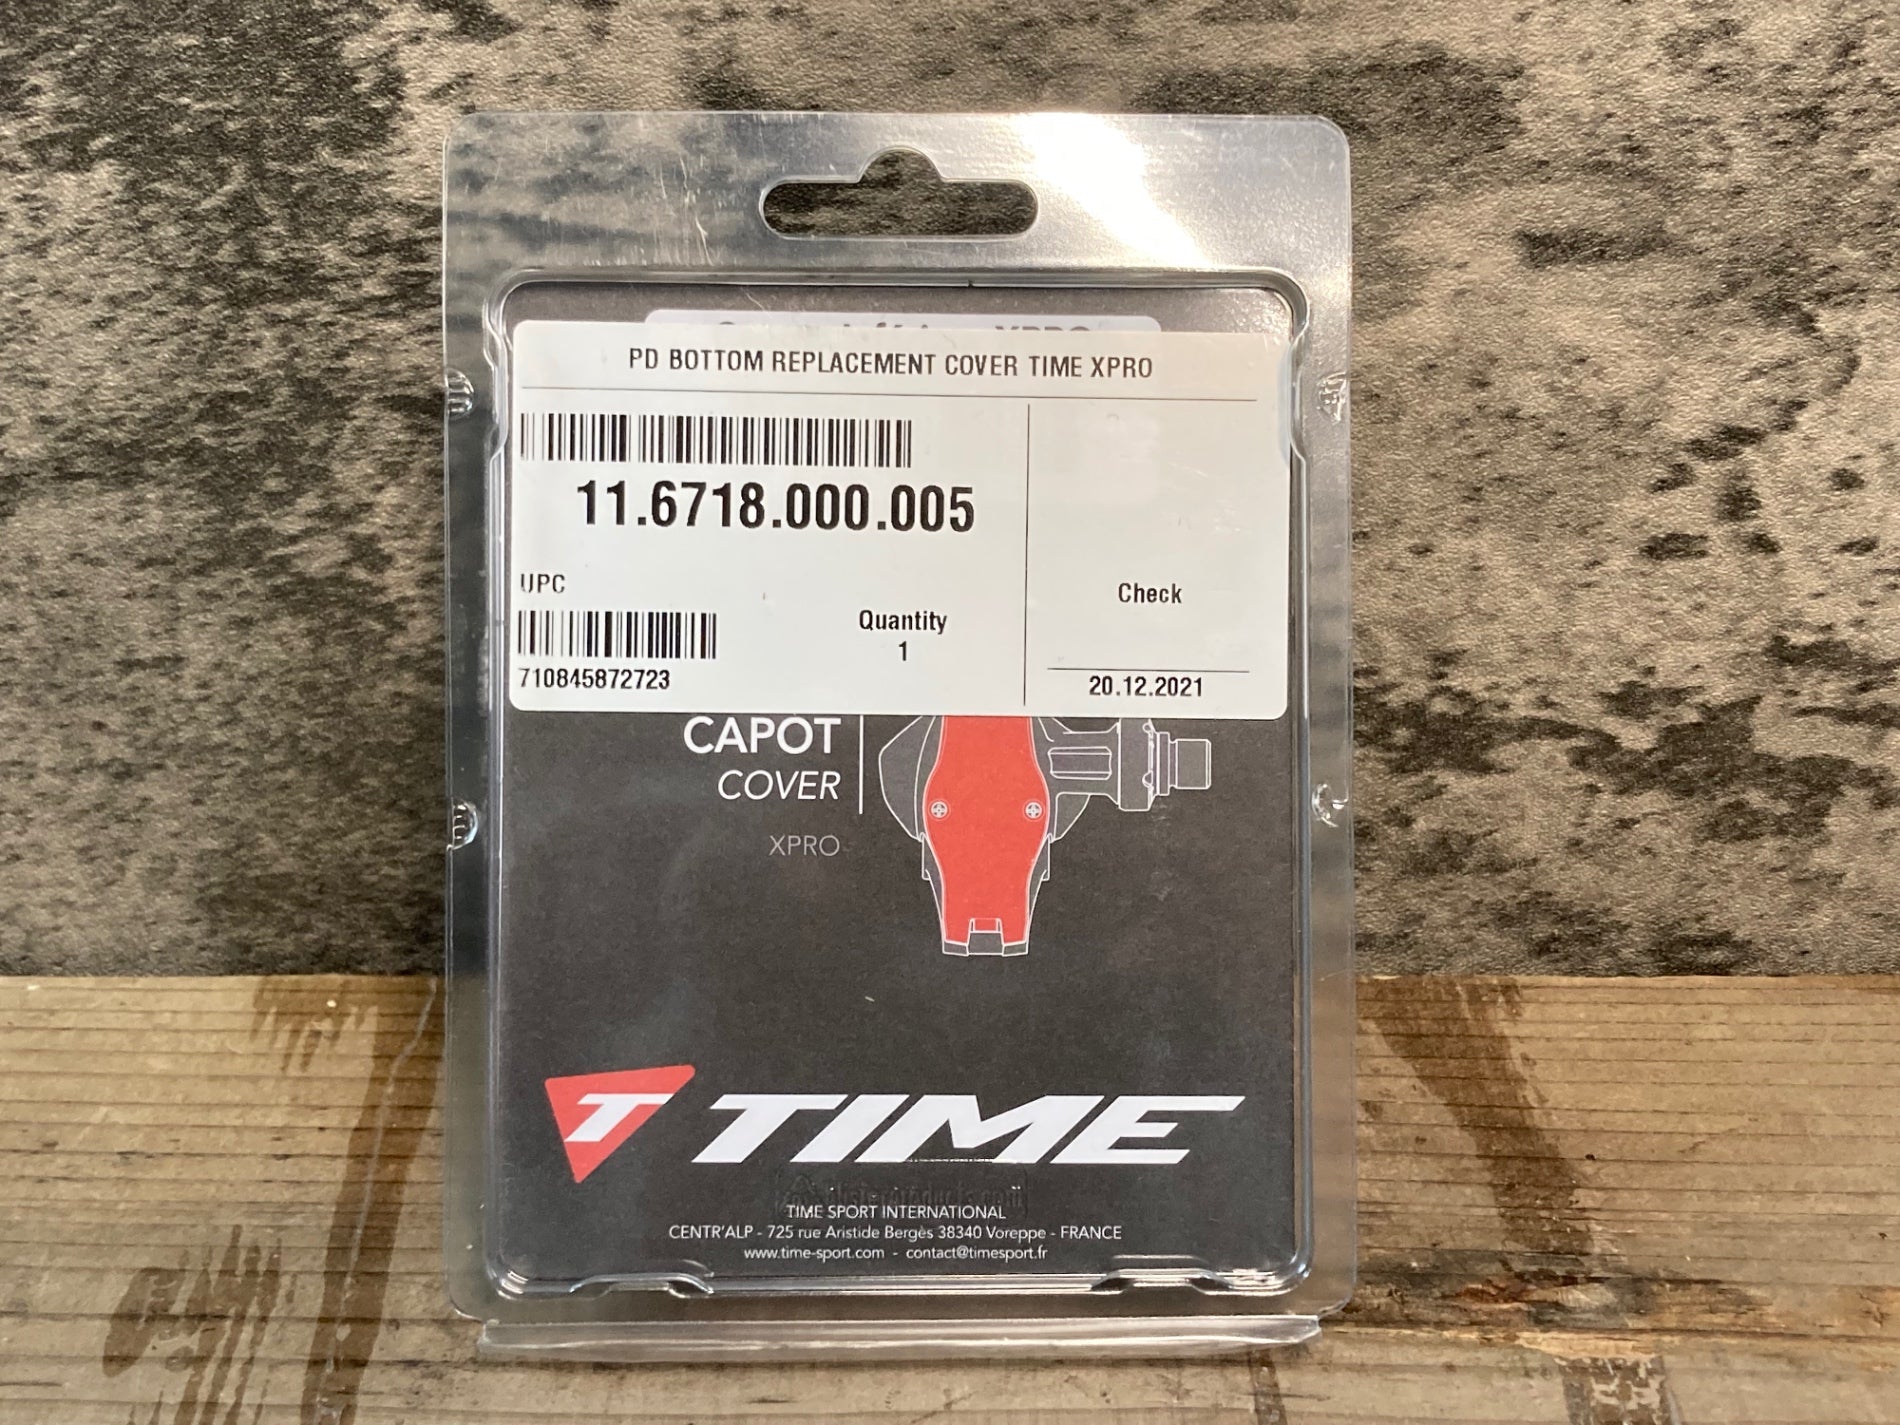 XPRO
PD BOTTOM REPLACEMENT COVER TIME XPRO
11.6718.000.005
UPC
710845872723
Quantity
1
Check
20.12.2021
CAPOT
COVER
XPRO
T TIME
TIME SPORT INTERNATIONAL
CENTR'ALP - 725 rue Aristide Bergès 38340 Voreppe - FRANCE
www.time-sport.com - contact@timesport.fr